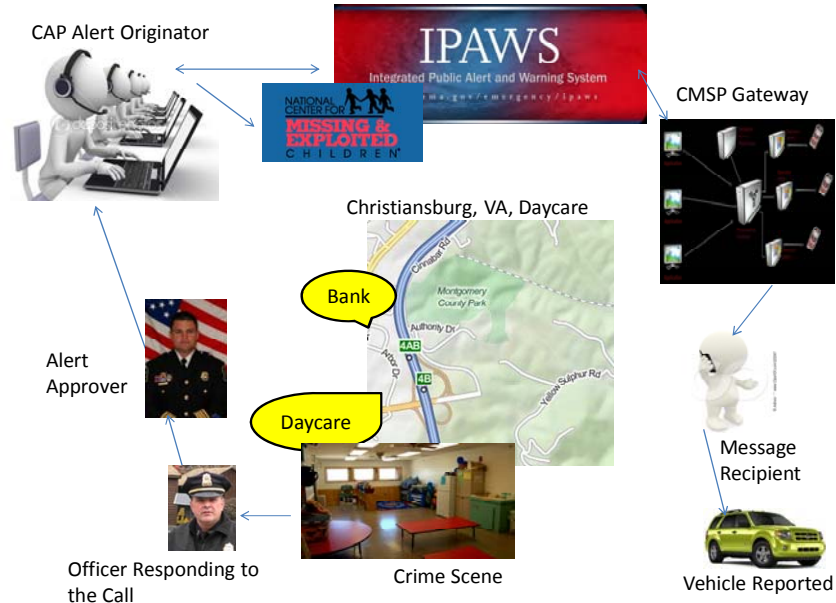 CAP Alert Originator
IPAWS
Integrated Public Alert and Warning System
NATIONAL
CENTER FOR
MISSING &
EXPLOITED
CHILDREN
CMSP Gateway
Christiansburg, VA, Daycare
Cinnabar Rd
Bank
Montgomery
County Park
Authority Dr
4AB
Arbor Dr
4B
Yellow Sulphur Rd
Alert
Approver
Daycare
Message
Recipient
Officer Responding to
the Call
Crime Scene
Vehicle Reported